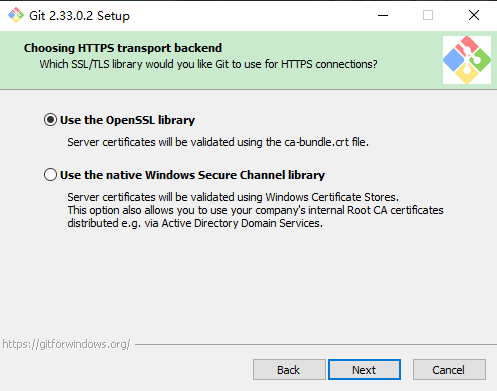 Git 2.33.0.2 Setup
Choosing HTTPS transport backend
Which SSL/TLS library would you like Git to use for HTTPS connections?
Use the OpenSSL library
Server certificates will be validated using the ca-bundle.crt file.
Use the native Windows Secure Channel library
Server certificates will be validated using Windows Certificate Stores.
This option also allows you to use your company's internal Root CA certificates
distributed e.g. via Active Directory Domain Services.
https://gitforwindows.org/
Back Next Cancel